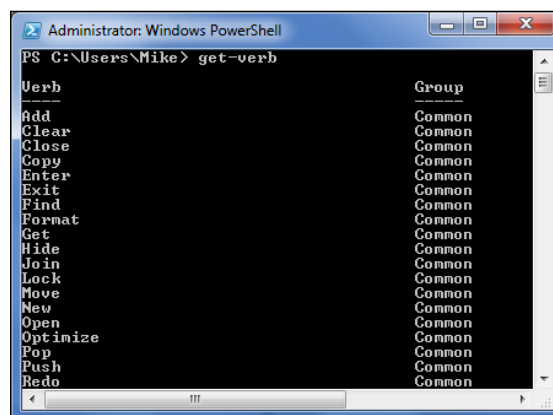 Administrator: Windows PowerShell
PS C:\Users\Mike> get-verb
Verb Group
---- -----
Add Common
Clear Common
Close Common
Copy Common
Enter Common
Exit Common
Find Common
Format Common
Get Common
Hide Common
Join Common
Lock Common
Move Common
New Common
Open Common
Optimize Common
Pop Common
Push Common
Redo Common